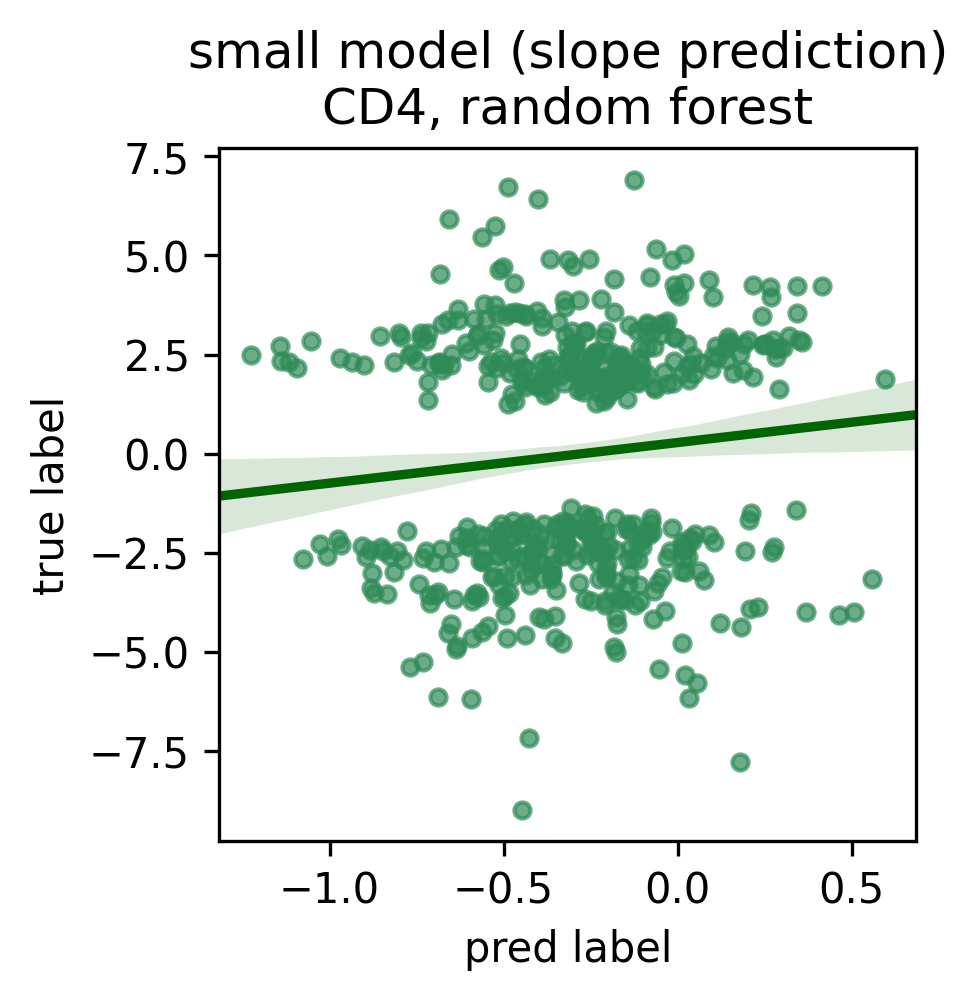 small model (slope prediction)
CD4, random forest
7.5
5.0
2.5
0.0
−2.5
−5.0
−7.5
true label
−1.0
−0.5
0.0
0.5
pred label